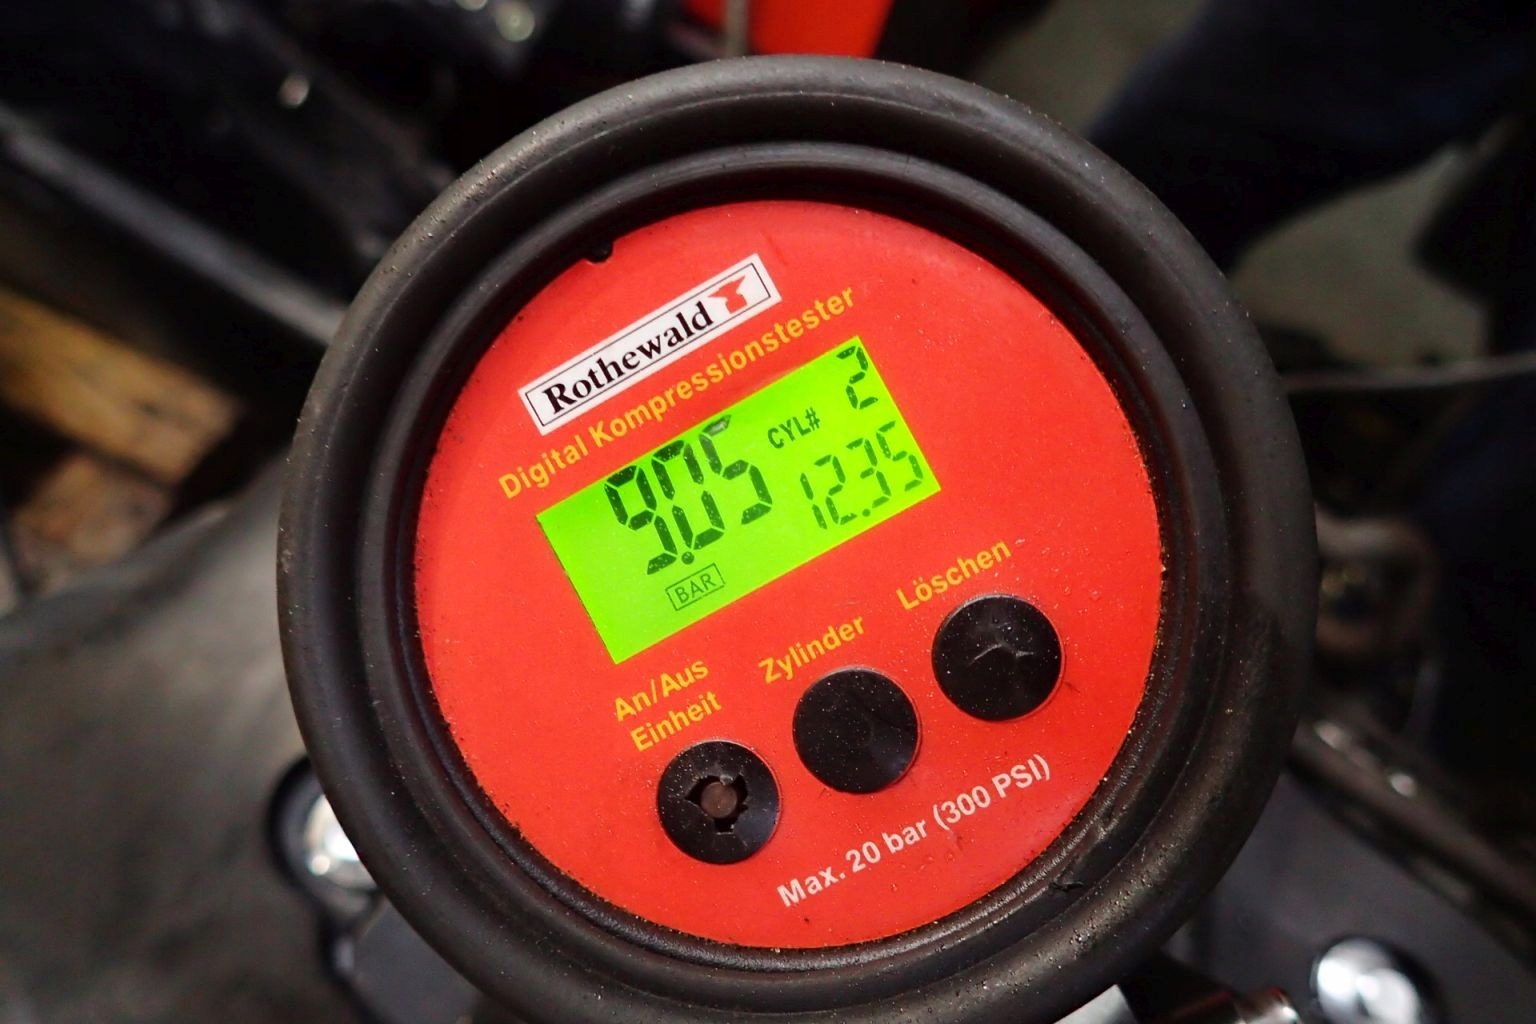 Rothewald
Digital Kompressionstester
2
9.05 CYL# 12.35
BAR
An/Aus
Einheit
Zylinder
Löschen
Max. 20 bar (300 PSI)